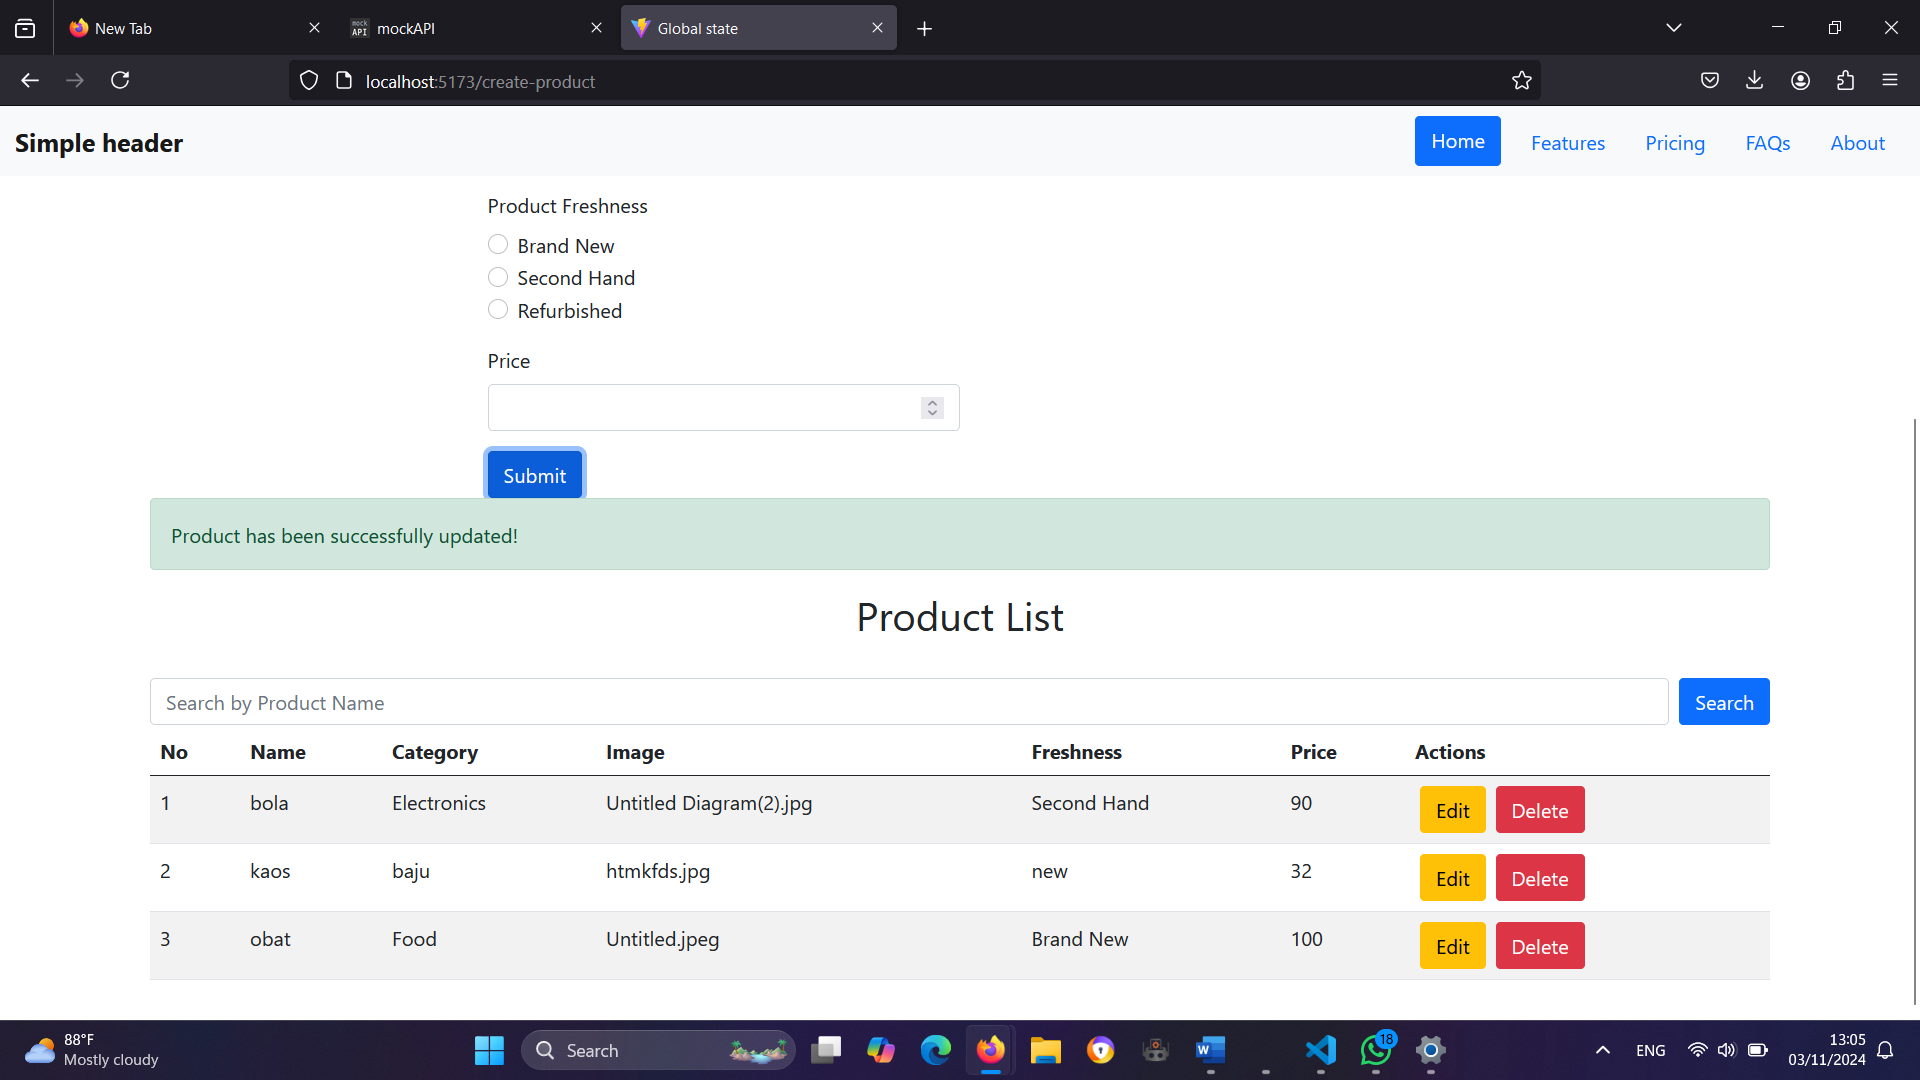 New Tab
mock API mockAPI
Global state
localhost:5173/create-product
Simple header
Home Features Pricing FAQs About
Product Freshness
Brand New
Second Hand
Refurbished
Price
Submit
Product has been successfully updated!
Product List
Search by Product Name Search
No Name Category Image Freshness Price Actions
1 bola Electronics Untitled Diagram(2).jpg Second Hand 90 Edit Delete
2 kaos baju htmkfds.jpg new 32 Edit Delete
3 obat Food Untitled.jpeg Brand New 100 Edit Delete
88°F
Mostly cloudy
Search
W
18
ENG
13:05
03/11/2024